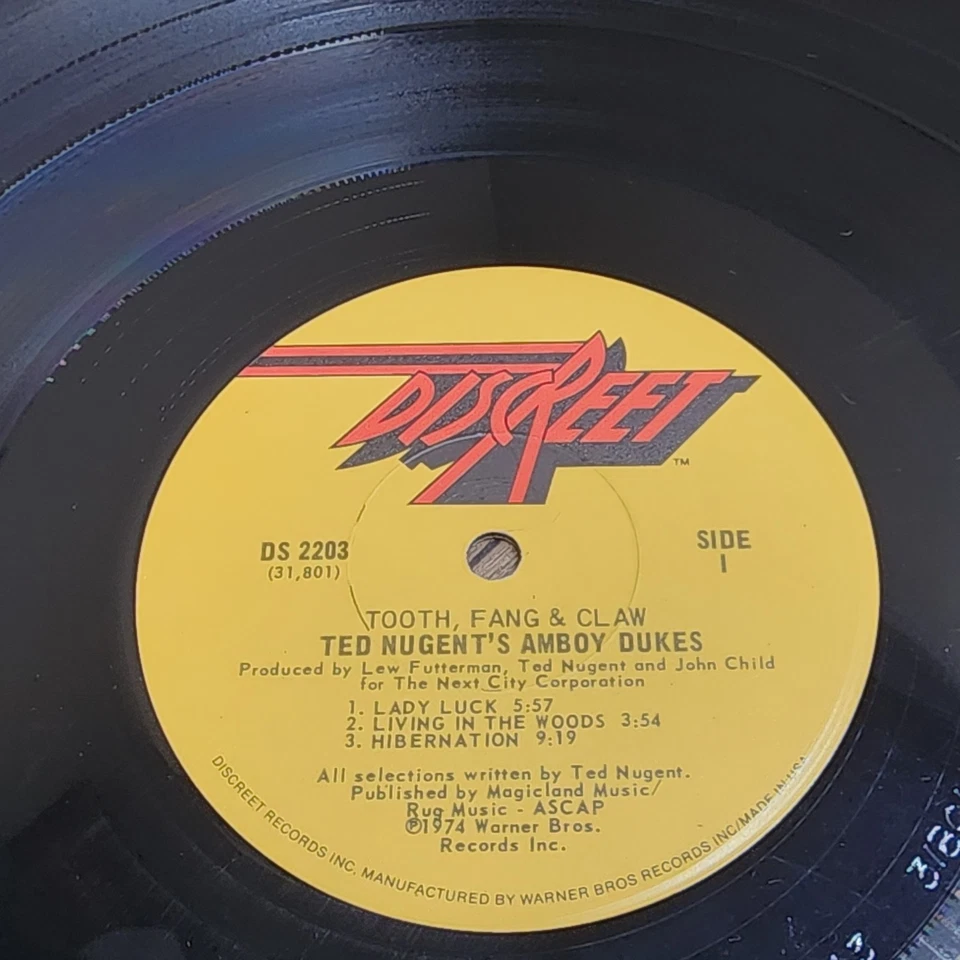 DISCREET
TM
DS 2203
(31,801)
SIDE
1
TOOTH, FANG & CLAW
TED NUGENT'S AMBOY DUKES
Produced by Lew Futterman, Ted Nugent and John Child
for The Next City Corporation
1. LADY LUCK 5:57
2. LIVING IN THE WOODS 3:54
3. HIBERNATION 9:19
All selections written by Ted Nugent.
Published by Magicland Music/
Rug Music - ASCAP
℗1974 Warner Bros.
Records Inc.
DISCREET RECORDS INC. MANUFACTURED BY WARNER BROS RECORDS INC/MADE IN USA